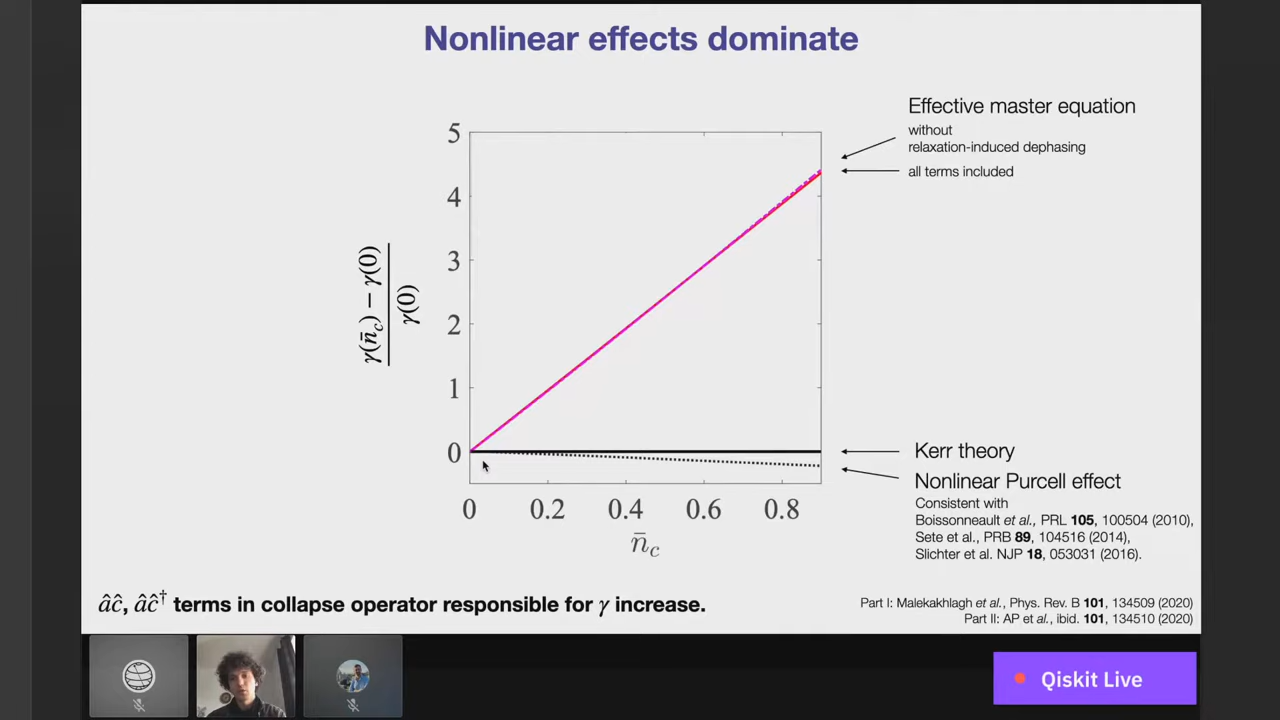 Nonlinear effects dominate
Effective master equation
without
relaxation-induced dephasing
all terms included
5
4
3
2
1
0
γ(n̄_c) − γ(0)
γ(0)
0 0.2 0.4 0.6 0.8
n̄_c
Kerr theory
Nonlinear Purcell effect
Consistent with
Boissonneault et al., PRL 105, 100504 (2010),
Sete et al., PRB 89, 104516 (2014),
Slichter et al. NJP 18, 053031 (2016).
âĉ, âĉ† terms in collapse operator responsible for γ increase.
Part I: Malekakhlagh et al., Phys. Rev. B 101, 134509 (2020)
Part II: AP et al., ibid. 101, 134510 (2020)
Qiskit Live